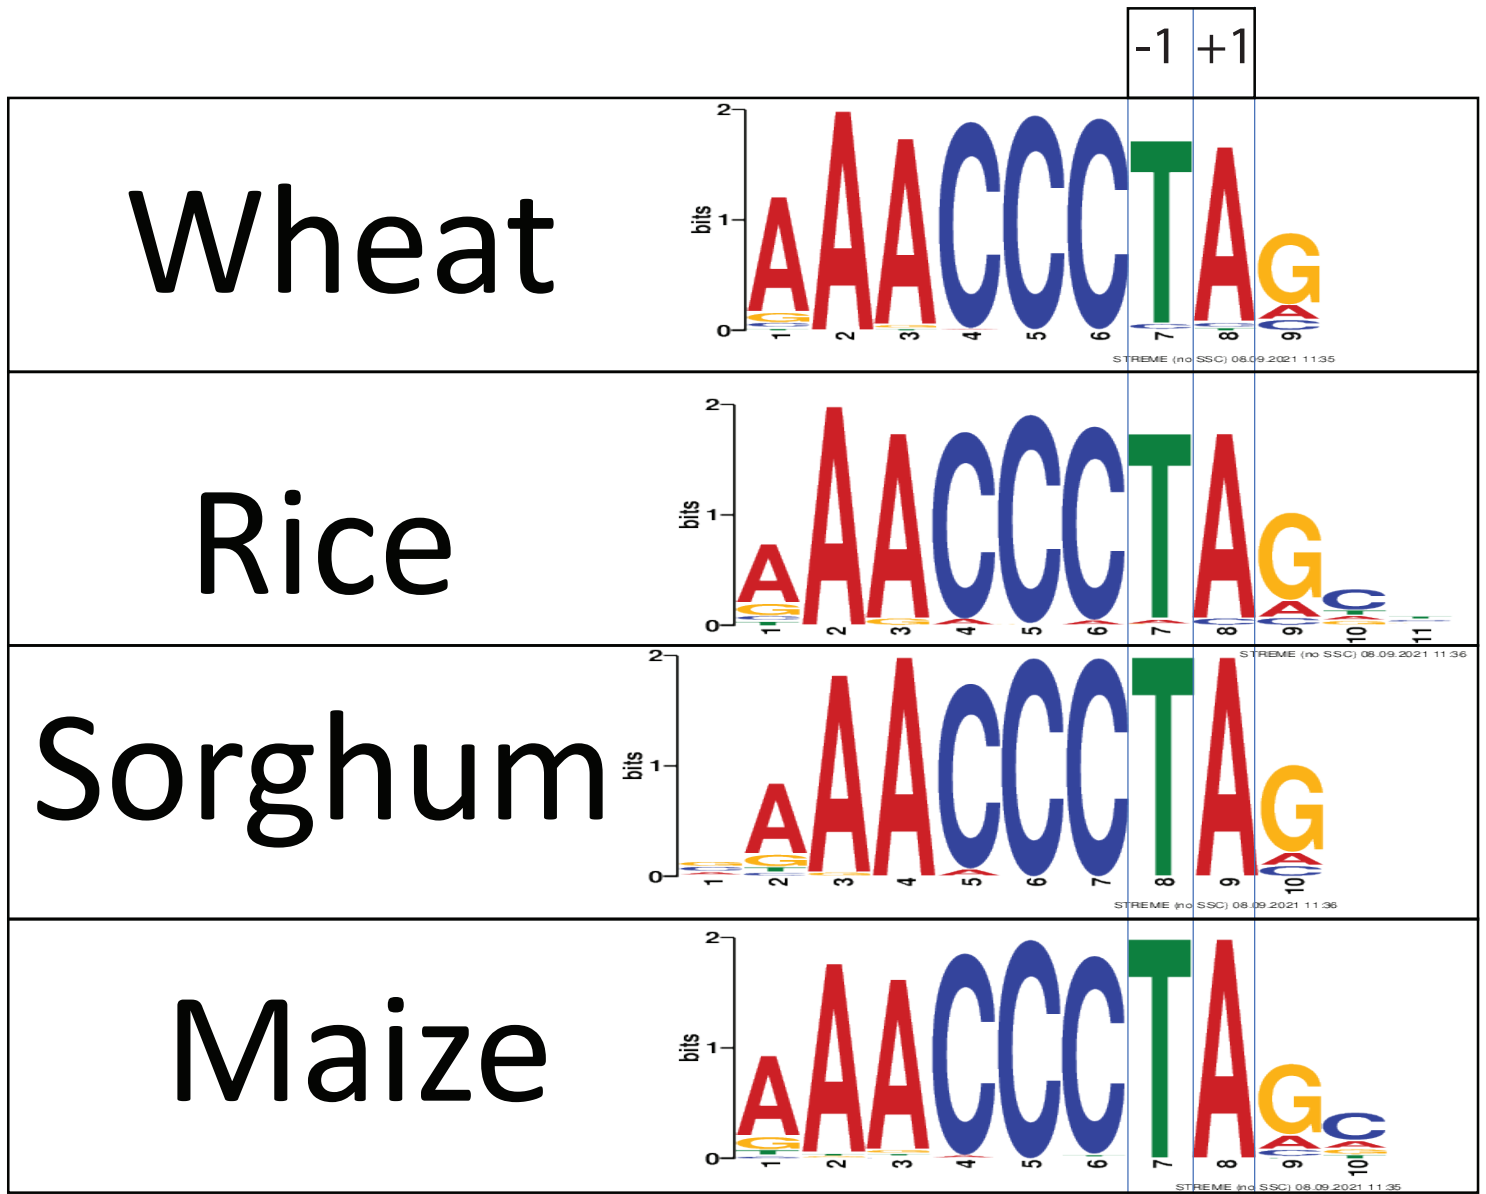 -1 +1
Wheat
2
bits
1
0
AAACCCTAG
GGACCA
CTCTC
1 2 3 4 5 6 7 8 9
STREME (no SSC) 08.09.2021 11:35
Rice
2
bits
1
0
AAACCCTAGC
1 2 3 4 5 6 7 8 9 10 11
STREME (no SSC) 08.09.2021 11:36
Sorghum
2
bits
1
0
GAAACCCTAG
1 2 3 4 5 6 7 8 9 10
STREME (no SSC) 08.09.2021 11:36
Maize
2
bits
1
0
AAACCCTAGC
1 2 3 4 5 6 7 8 9 10
STREME (no SSC) 08.09.2021 11:35